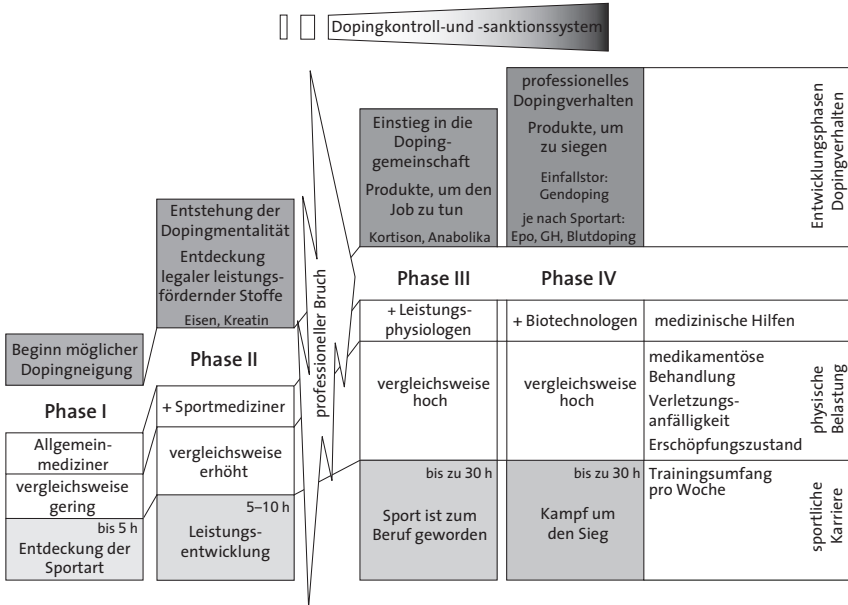 Dopingkontroll-und -sanktionssystem
Beginn möglicher
Dopingneigung
Phase I
Allgemein-
mediziner
vergleichsweise
gering
bis 5 h
Entdeckung der
Sportart
Entstehung der
Dopingmentalität
Entdeckung
legaler leistungs-
fördernder Stoffe
Eisen, Kreatin
Phase II
+ Sportmediziner
vergleichsweise
erhöht
5–10 h
Leistungs-
entwicklung
professioneller Bruch
Einstieg in die
Doping-
gemeinschaft
Produkte, um den
Job zu tun
Kortison, Anabolika
Phase III
+ Leistungs-
physiologen
vergleichsweise
hoch
bis zu 30 h
Sport ist zum
Beruf geworden
professionelles
Dopingverhalten
Produkte, um
zu siegen
Einfallstor:
Gendoping
je nach Sportart:
Epo, GH, Blutdoping
Phase IV
+ Biotechnologen
vergleichsweise
hoch
bis zu 30 h
Kampf um
den Sieg
medizinische Hilfen
medikamentöse
Behandlung
Verletzungs-
anfälligkeit
Erschöpfungszustand
Trainingsumfang
pro Woche
Entwicklungsphasen
Dopingverhalten
physische
Belastung
sportliche
Karriere